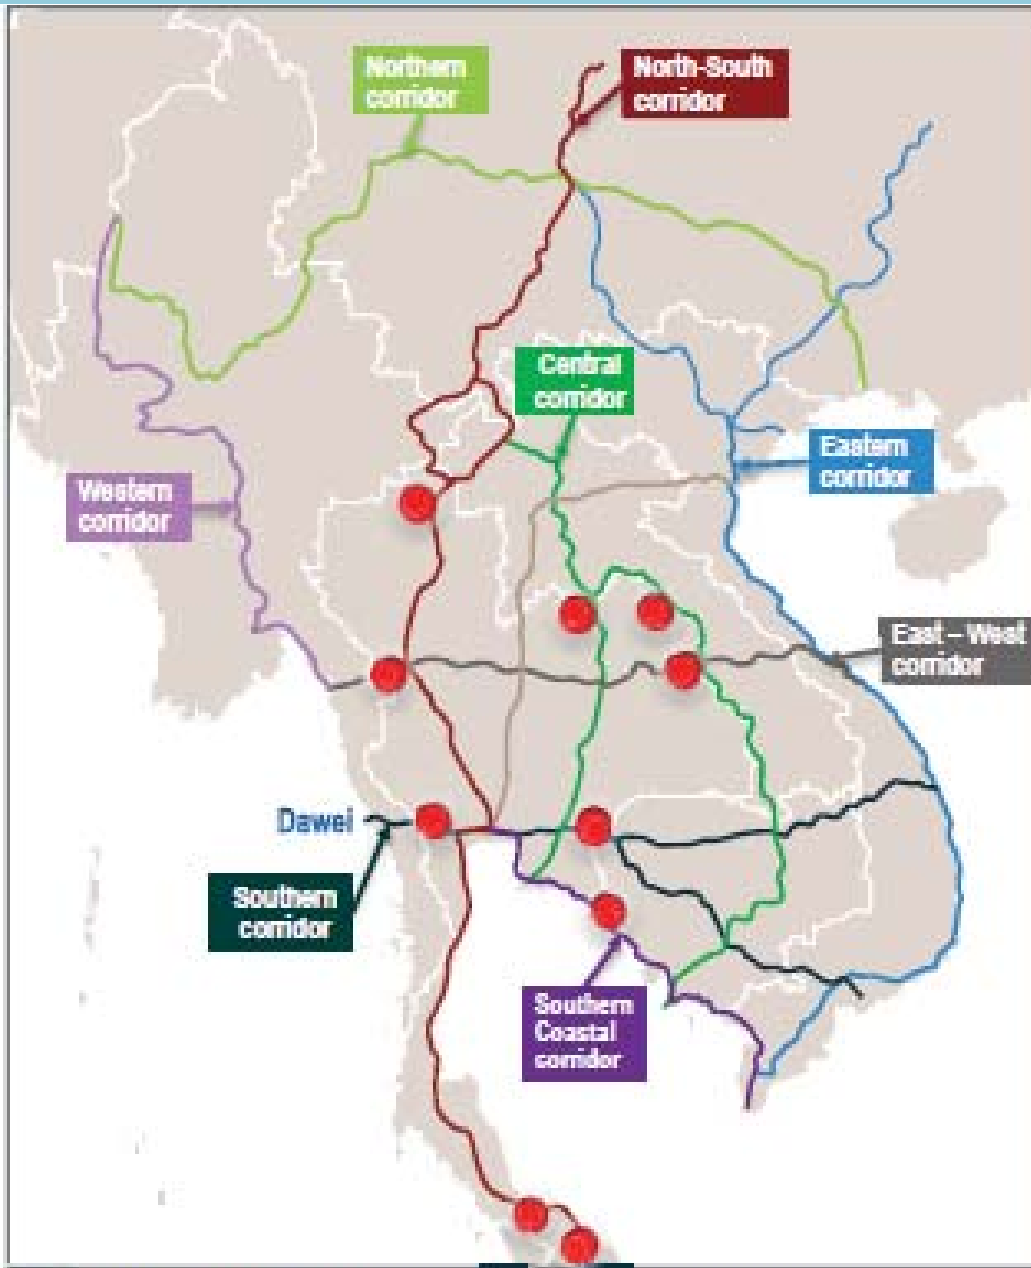 Northern
corridor
North-South
corridor
Central
corridor
Eastern
corridor
Western
corridor
East – West
corridor
Dawei
Southern
corridor
Southern
Coastal
corridor